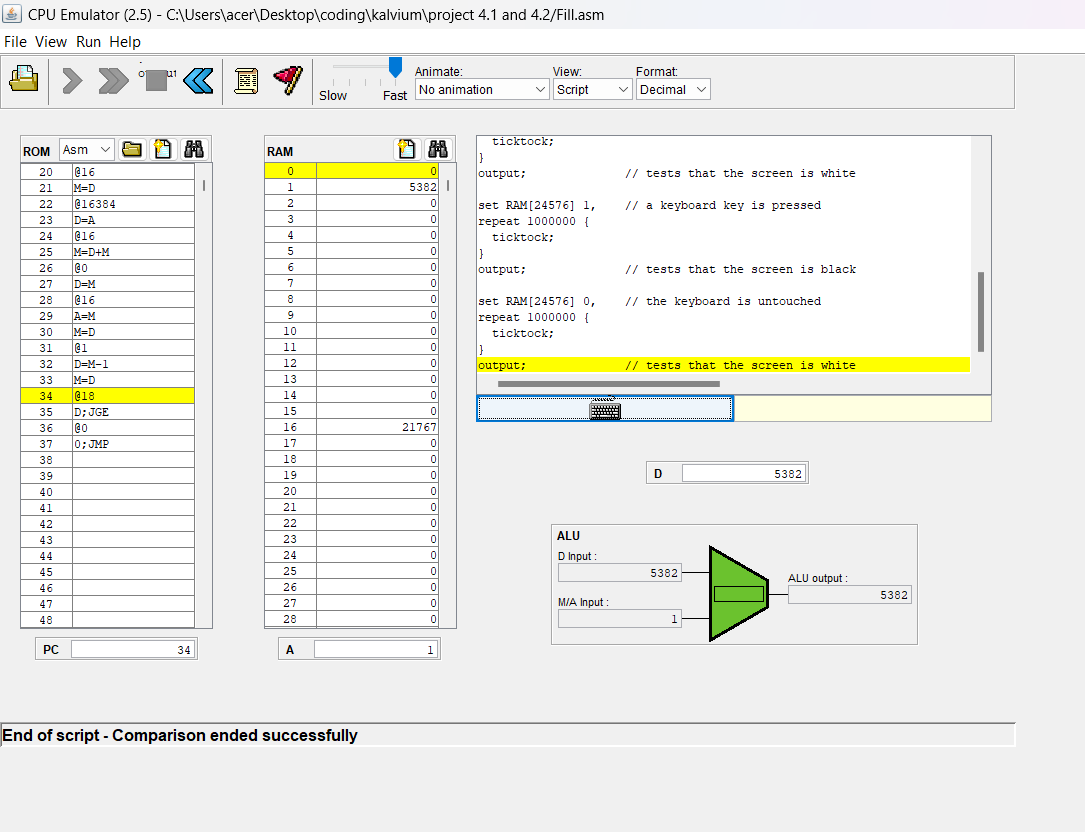 CPU Emulator (2.5) - C:\Users\acer\Desktop\coding\kalvium\project 4.1 and 4.2/Fill.asm
File View Run Help
Slow Fast
Animate: View: Format:
No animation Script Decimal
ROM Asm
20 @16
21 M=D
22 @16384
23 D=A
24 @16
25 M=D+M
26 @0
27 D=M
28 @16
29 A=M
30 M=D
31 @1
32 D=M-1
33 M=D
34 @18
35 D;JGE
36 @0
37 0;JMP
38
39
40
41
42
43
44
45
46
47
48
PC 34
RAM
0 0
1 5382
2 0
3 0
4 0
5 0
6 0
7 0
8 0
9 0
10 0
11 0
12 0
13 0
14 0
15 0
16 21767
17 0
18 0
19 0
20 0
21 0
22 0
23 0
24 0
25 0
26 0
27 0
28 0
A 1
ticktock;
}
output; // tests that the screen is white
set RAM[24576] 1, // a keyboard key is pressed
repeat 1000000 {
ticktock;
}
output; // tests that the screen is black
set RAM[24576] 0, // the keyboard is untouched
repeat 1000000 {
ticktock;
}
output; // tests that the screen is white
D 5382
ALU
D Input :
5382
M/A Input :
1
ALU output :
5382
End of script - Comparison ended successfully